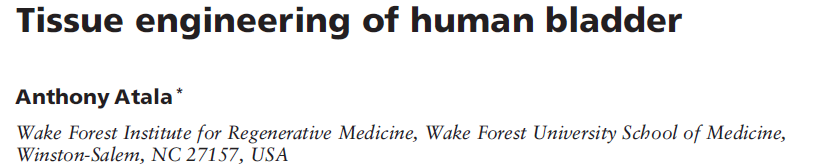 Tissue engineering of human bladder
Anthony Atala*
Wake Forest Institute for Regenerative Medicine, Wake Forest University School of Medicine,
Winston-Salem, NC 27157, USA